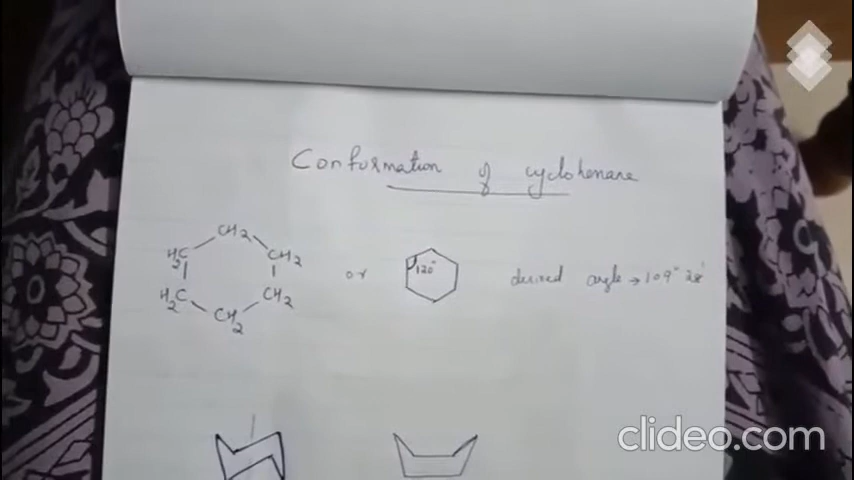 Conformation of cyclohexane
CH2
H2C CH2
or
120°
desired angle → 109° 28'
H2C CH2
CH2
clideo.com